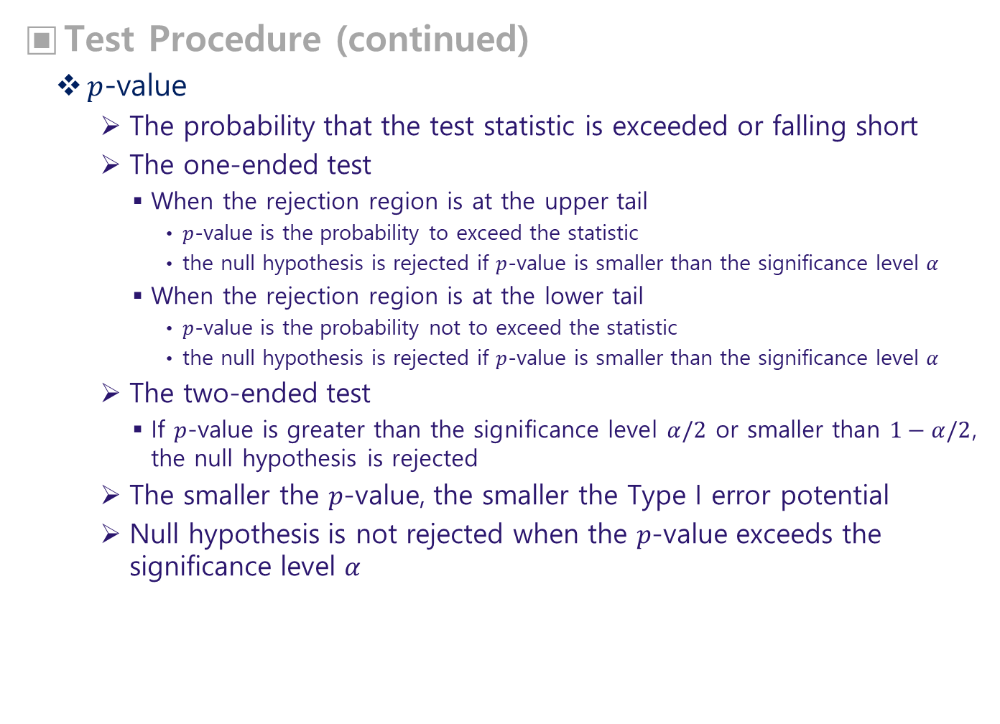 Test Procedure (continued)
p-value
The probability that the test statistic is exceeded or falling short
The one-ended test
When the rejection region is at the upper tail
p-value is the probability to exceed the statistic
the null hypothesis is rejected if p-value is smaller than the significance level α
When the rejection region is at the lower tail
p-value is the probability not to exceed the statistic
the null hypothesis is rejected if p-value is smaller than the significance level α
The two-ended test
If p-value is greater than the significance level α/2 or smaller than 1 − α/2,
the null hypothesis is rejected
The smaller the p-value, the smaller the Type I error potential
Null hypothesis is not rejected when the p-value exceeds the
significance level α